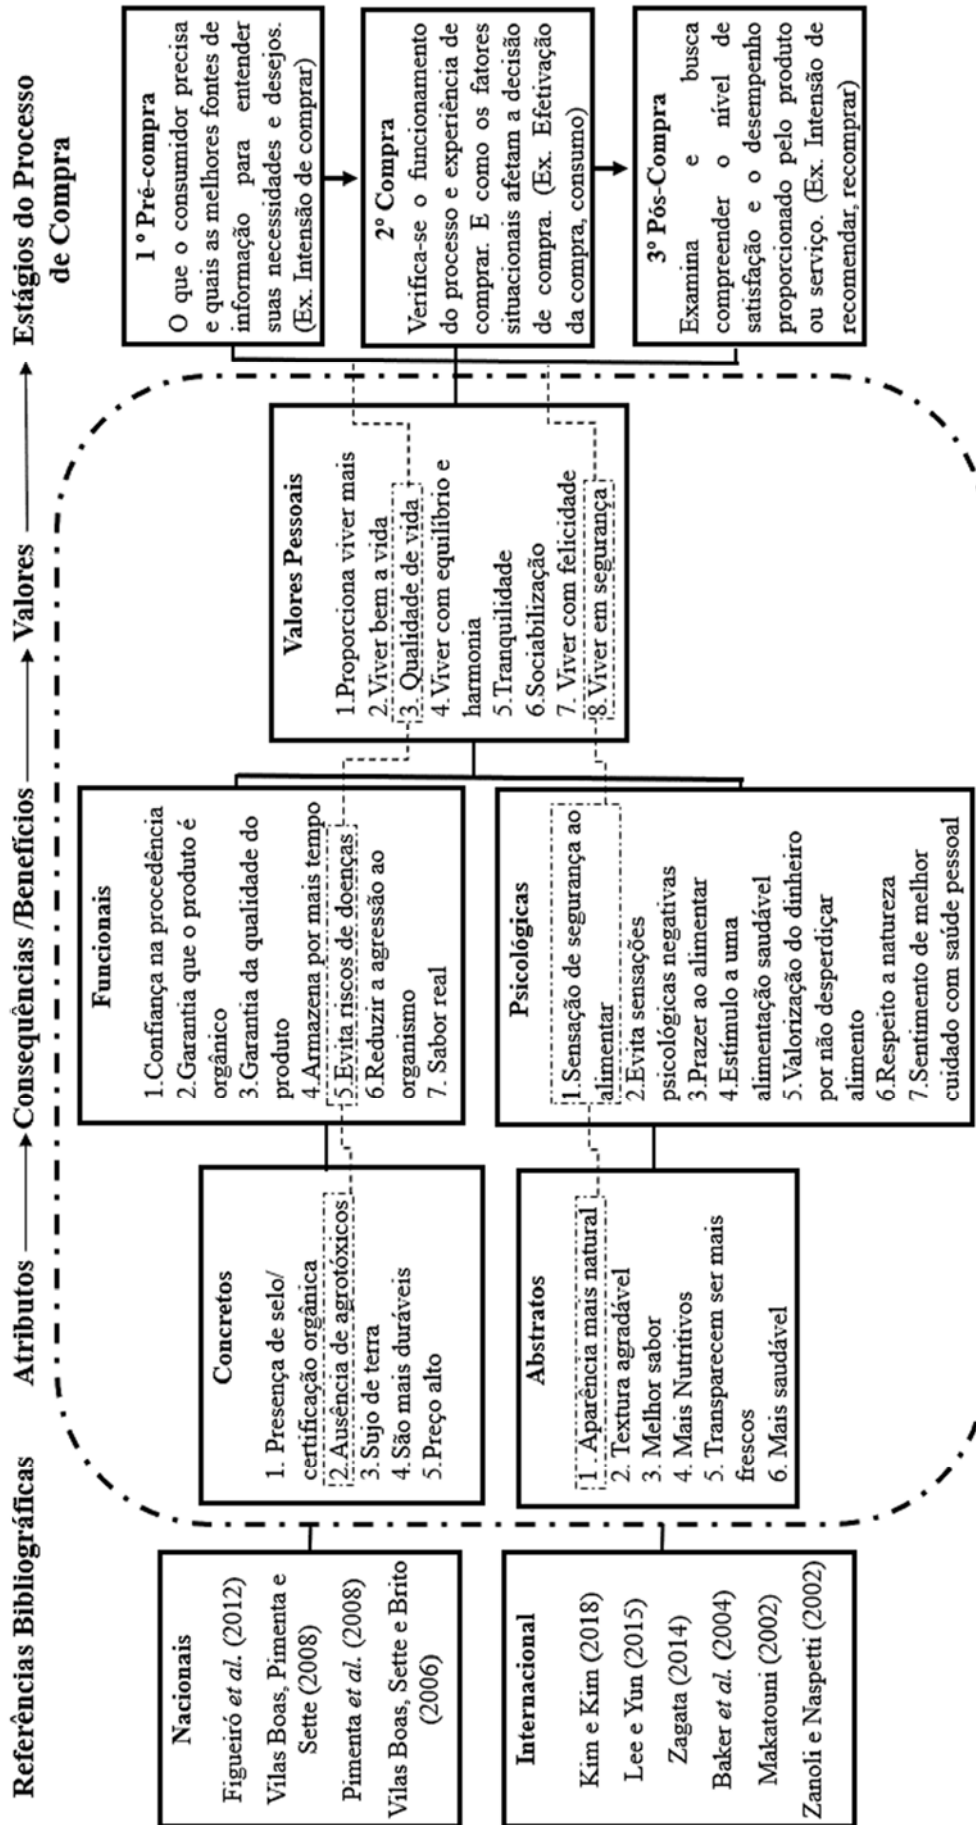 Referências Bibliográficas
Atributos
Consequências /Benefícios
Valores
Estágios do Processo
de Compra
Nacionais
Figueiró et al. (2012)
Vilas Boas, Pimenta e
Sette (2008)
Pimenta et al. (2008)
Vilas Boas, Sette e Brito
(2006)
Internacional
Kim e Kim (2018)
Lee e Yun (2015)
Zagata (2014)
Baker et al. (2004)
Makatouni (2002)
Zanoli e Naspetti (2002)
Concretos
1. Presença de selo/
certificação orgânica
2. Ausência de agrotóxicos
3. Sujo de terra
4. São mais duráveis
5. Preço alto
Abstratos
1. Aparência mais natural
2. Textura agradável
3. Melhor sabor
4. Mais Nutritivos
5. Transparecem ser mais
frescos
6. Mais saudável
Funcionais
1.Confiança na procedência
2.Garantia que o produto é
orgânico
3.Garantia da qualidade do
produto
4.Armazena por mais tempo
5.Evita riscos de doenças
6.Reduzir a agressão ao
organismo
7. Sabor real
Psicológicas
1.Sensação de segurança ao
alimentar
2.Evita sensações
psicológicas negativas
3.Prazer ao alimentar
4.Estímulo a uma
alimentação saudável
5.Valorização do dinheiro
por não desperdiçar
alimento
6.Respeito a natureza
7.Sentimento de melhor
cuidado com saúde pessoal
Valores Pessoais
1.Proporciona viver mais
2.Viver bem a vida
3. Qualidade de vida
4.Viver com equilíbrio e
harmonia
5.Tranquilidade
6.Sociabilização
7. Viver com felicidade
8.Viver em segurança
1º Pré-compra
O que o consumidor precisa
e quais as melhores fontes de
informação para entender
suas necessidades e desejos.
(Ex. Intensão de comprar)
2º Compra
Verifica-se o funcionamento
do processo e experiência de
comprar. E como os fatores
situacionais afetam a decisão
de compra. (Ex. Efetivação
da compra, consumo)
3º Pós-Compra
Examina e busca
compreender o nível de
satisfação e o desempenho
proporcionado pelo produto
ou serviço. (Ex. Intensão de
recomendar, recomprar)